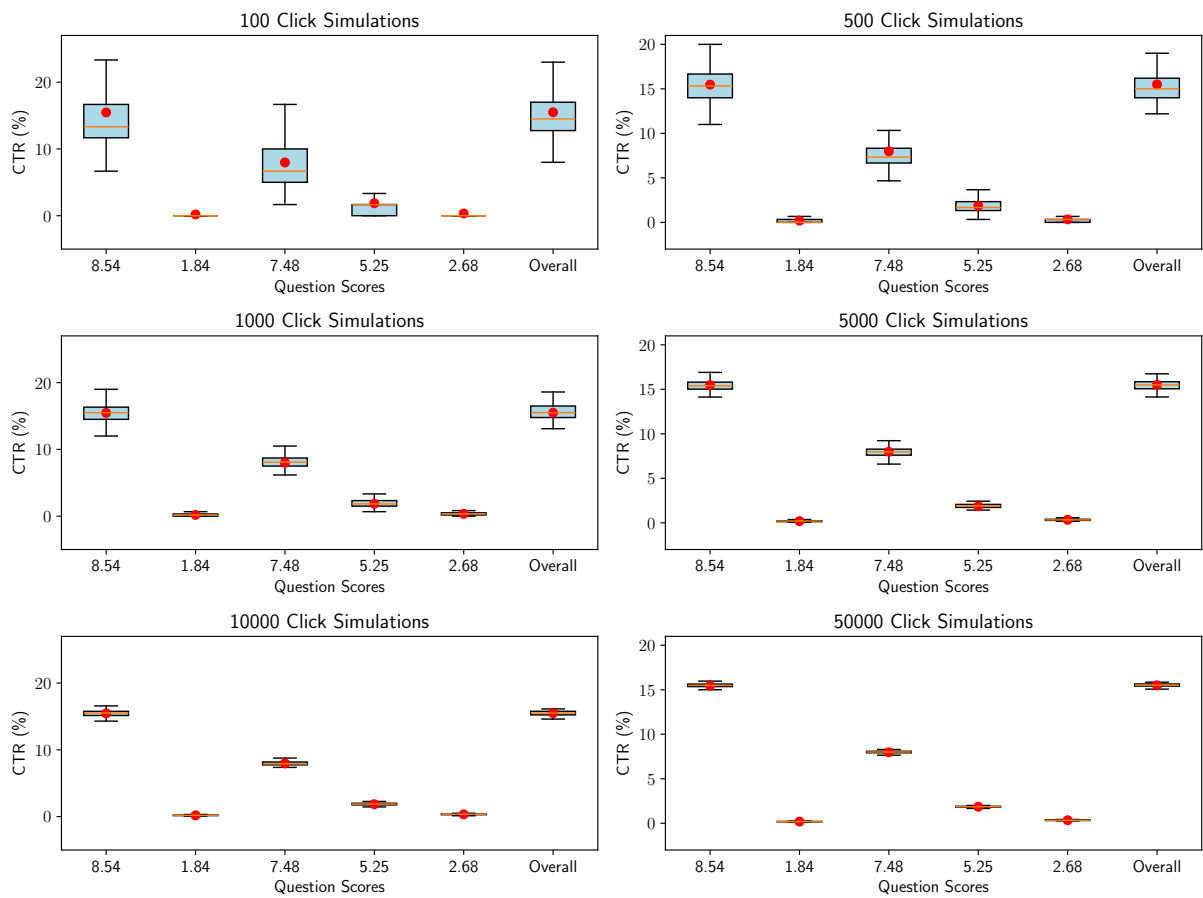 100 Click Simulations
CTR (%)
20
10
0
8.54 1.84 7.48 5.25 2.68 Overall
Question Scores
500 Click Simulations
CTR (%)
20
15
10
5
0
8.54 1.84 7.48 5.25 2.68 Overall
Question Scores
1000 Click Simulations
CTR (%)
20
10
0
8.54 1.84 7.48 5.25 2.68 Overall
Question Scores
5000 Click Simulations
CTR (%)
20
15
10
5
0
8.54 1.84 7.48 5.25 2.68 Overall
Question Scores
10000 Click Simulations
CTR (%)
20
10
0
8.54 1.84 7.48 5.25 2.68 Overall
Question Scores
50000 Click Simulations
CTR (%)
20
15
10
5
0
8.54 1.84 7.48 5.25 2.68 Overall
Question Scores